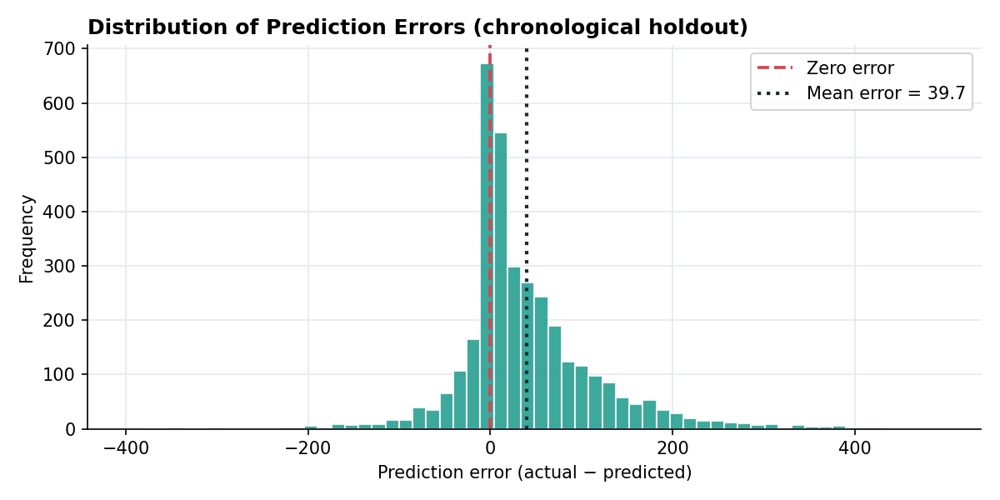 Distribution of Prediction Errors (chronological holdout)
Zero error
Mean error = 39.7
700
600
500
400
300
200
100
0
Frequency
−400
−200
0
200
400
Prediction error (actual − predicted)